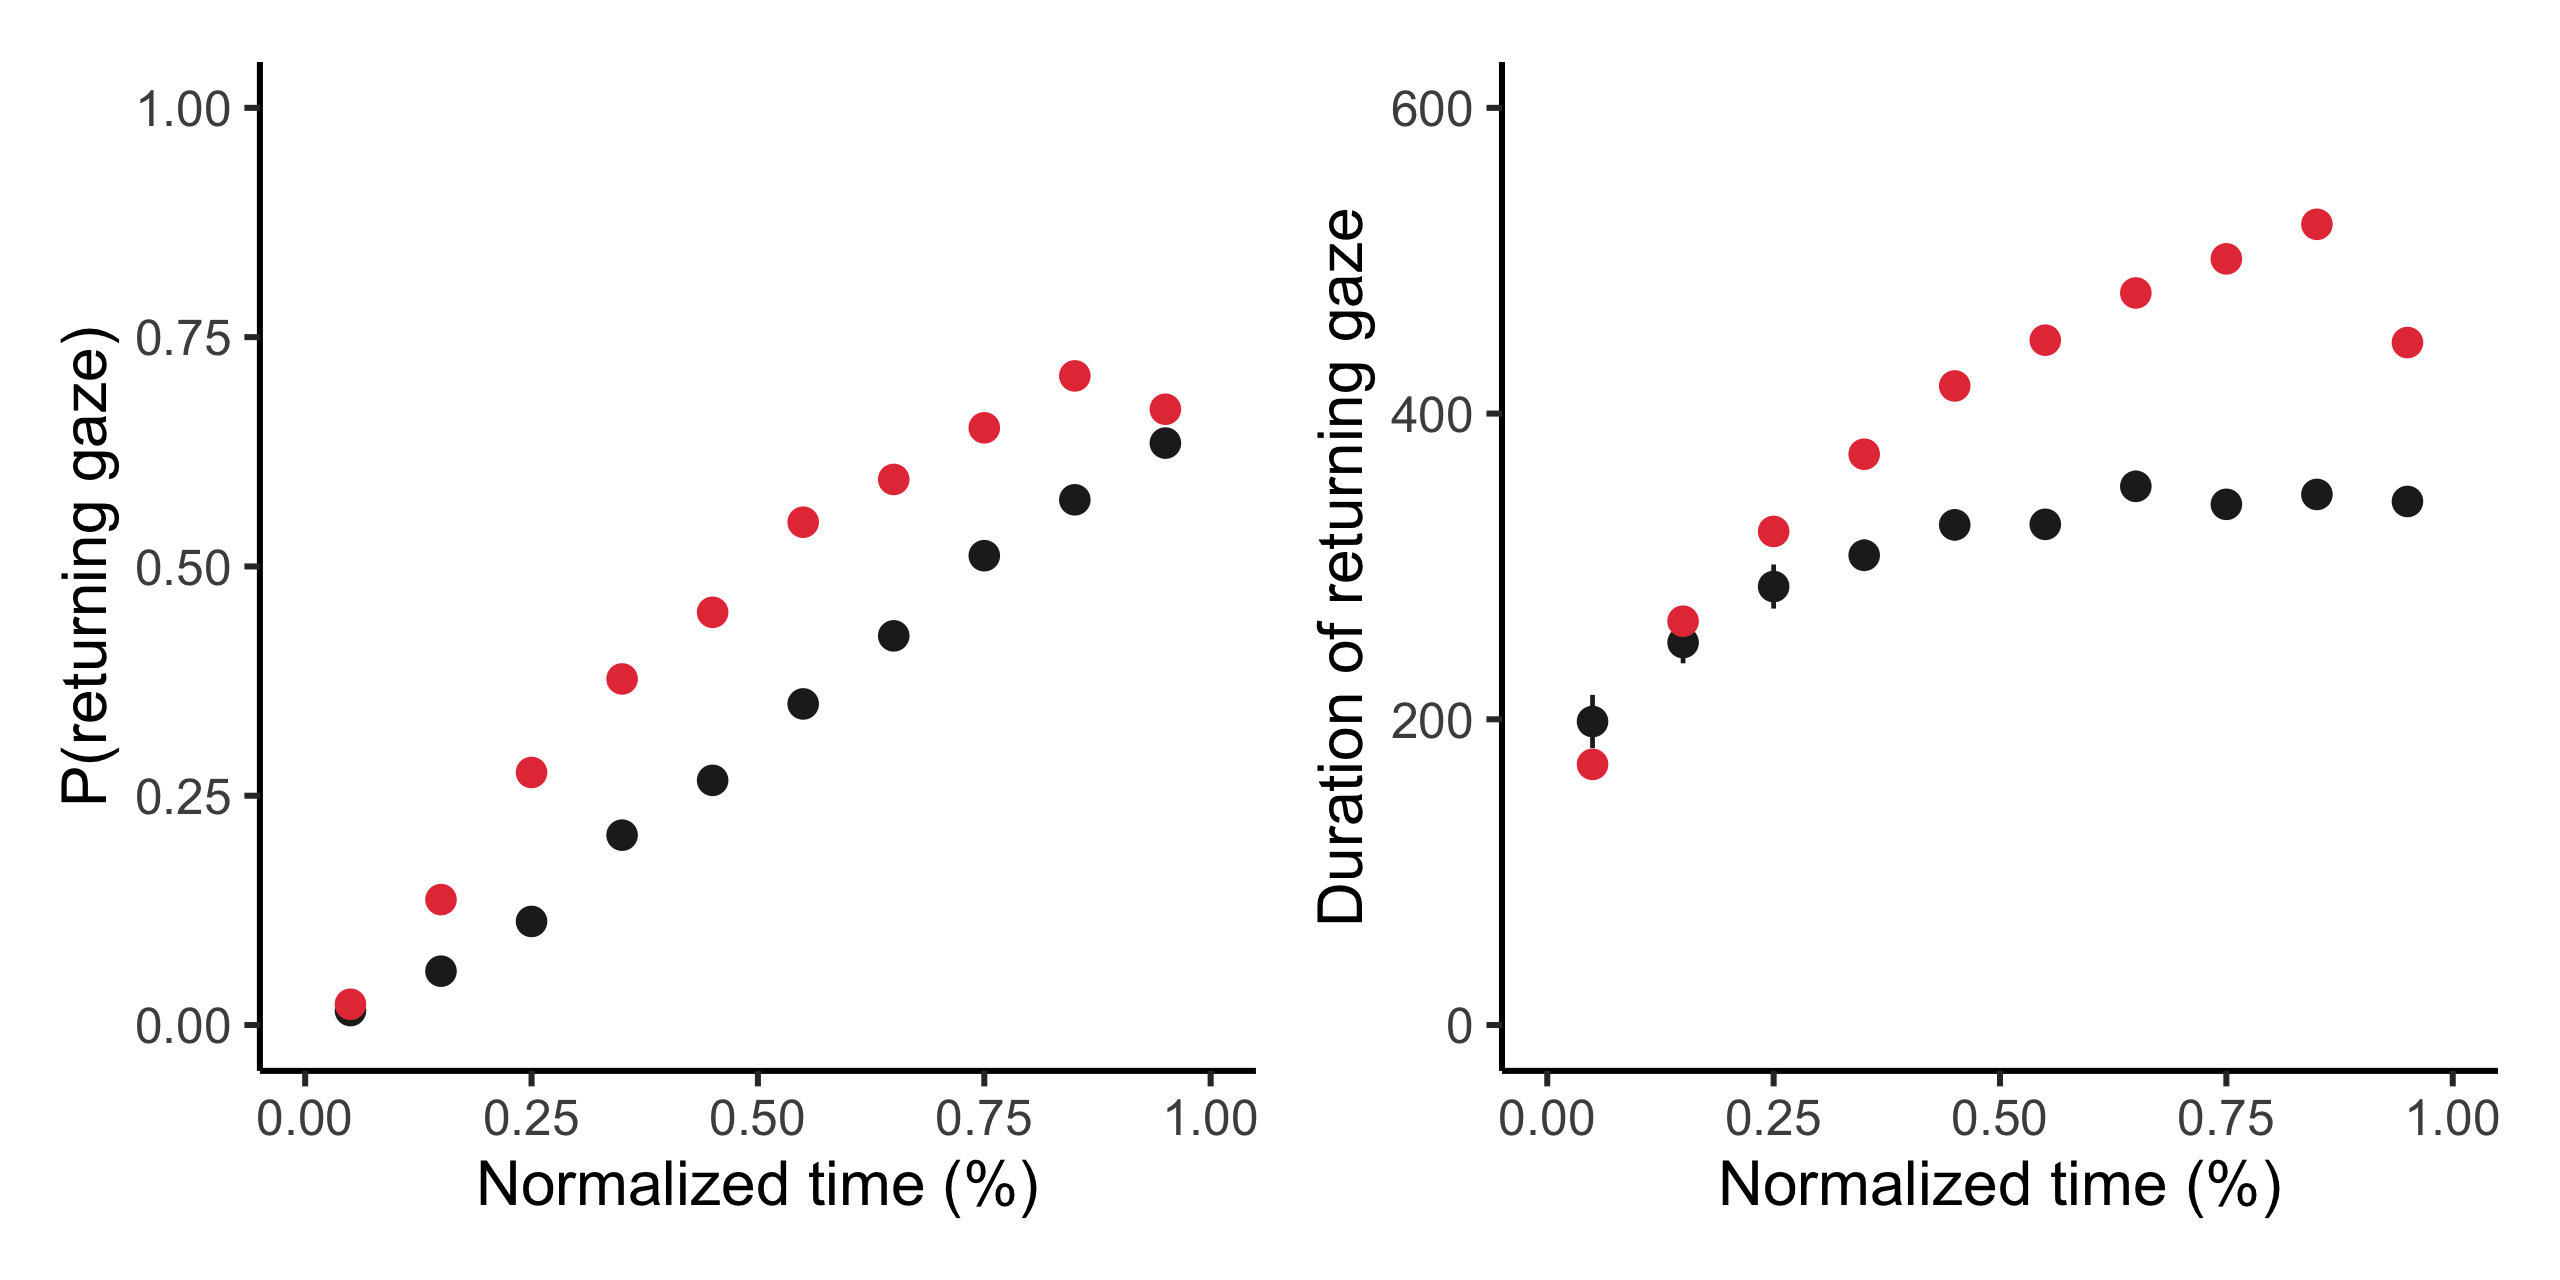 P(returning gaze)
1.00
0.75
0.50
0.25
0.00
0.00 0.25 0.50 0.75 1.00
Normalized time (%)
Duration of returning gaze
600
400
200
0
0.00 0.25 0.50 0.75 1.00
Normalized time (%)